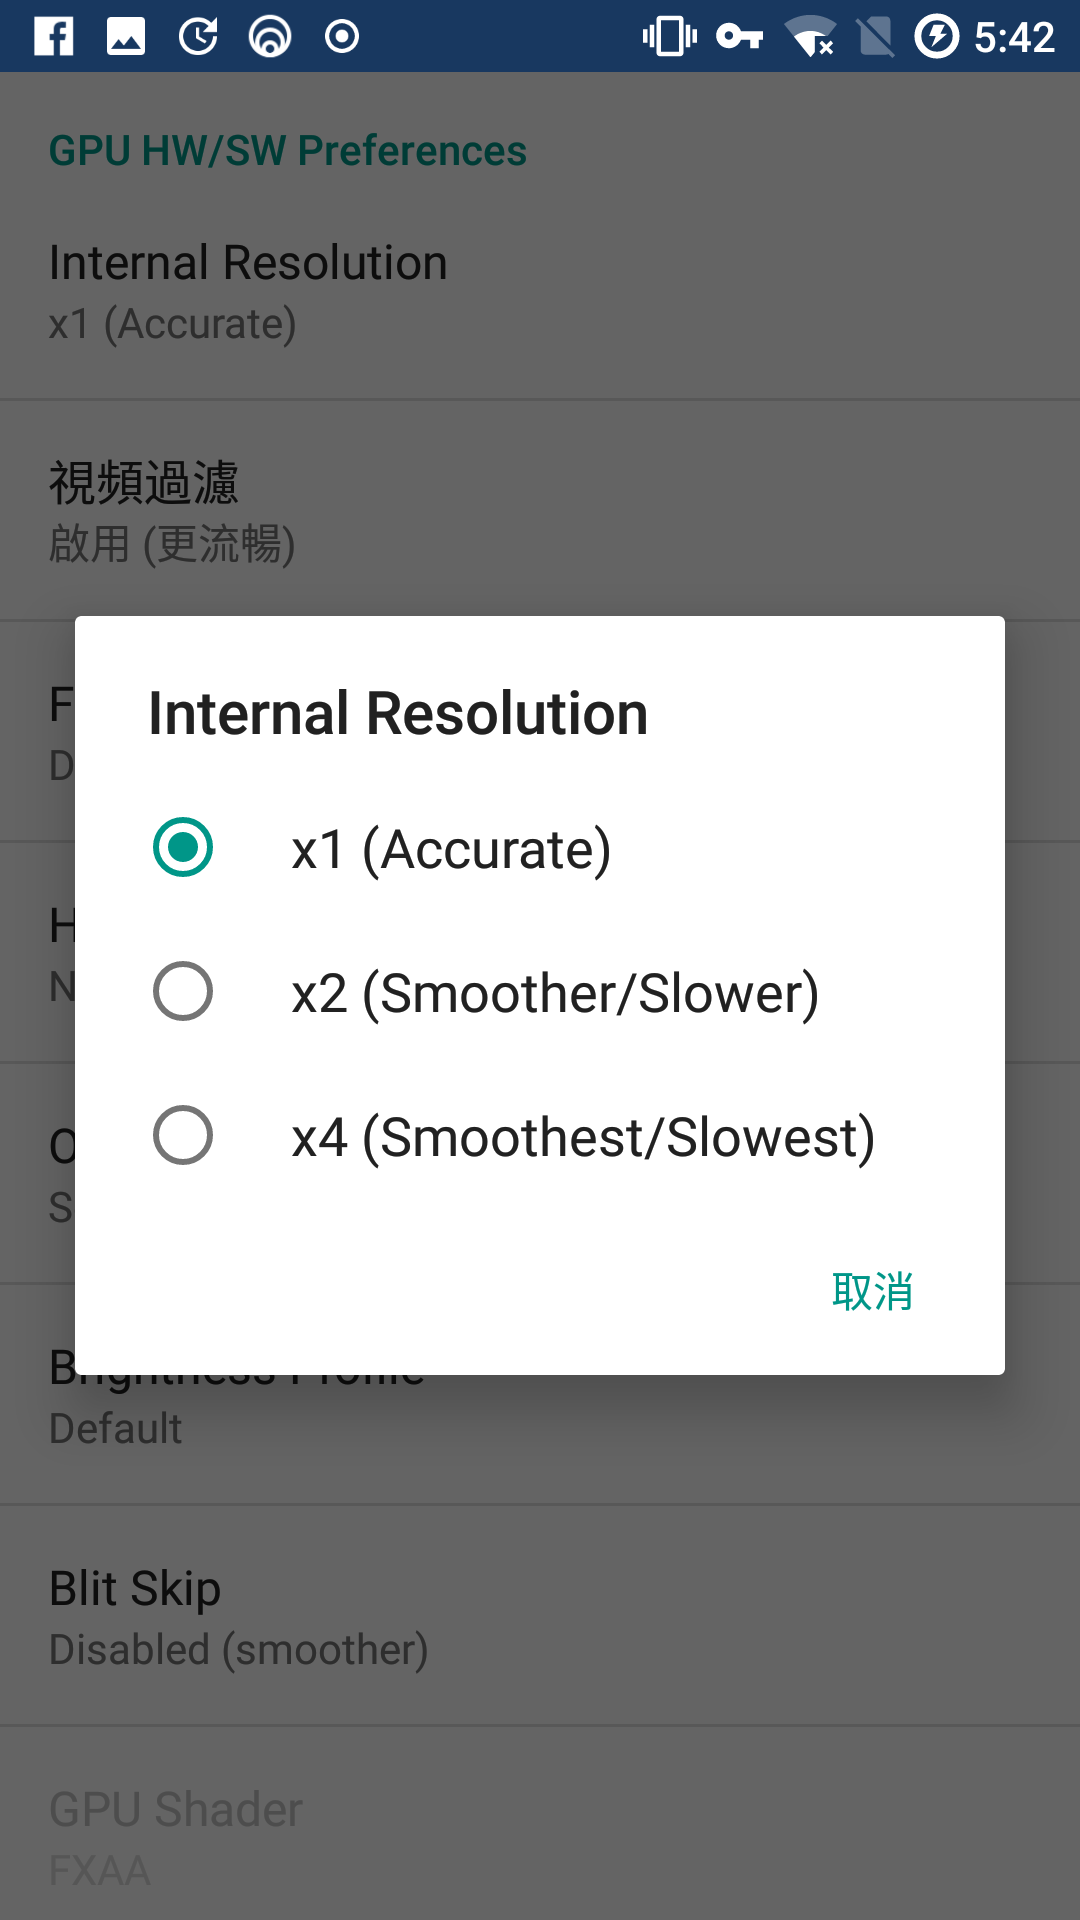 5:42
GPU HW/SW Preferences
Internal Resolution
x1 (Accurate)
視頻過濾
啟用 (更流暢)
F
D
Internal Resolution
x1 (Accurate)
H
N
x2 (Smoother/Slower)
x4 (Smoothest/Slowest)
S
取消
Brightness Profile
Default
Blit Skip
Disabled (smoother)
GPU Shader
FXAA